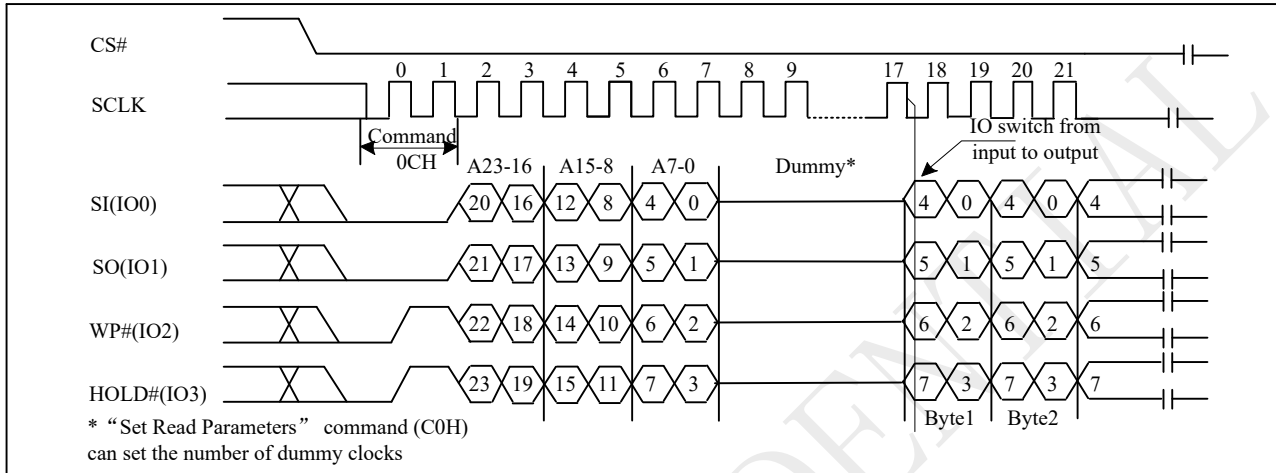 CS#
0 1 2 3 4 5 6 7 8 9 17 18 19 20 21
SCLK
Command
0CH
IO switch from
input to output
A23-16 A15-8 A7-0 Dummy*
SI(IO0) 20 16 12 8 4 0 4 0 4 0 4
SO(IO1) 21 17 13 9 5 1 5 1 5 1 5
WP#(IO2) 22 18 14 10 6 2 6 2 6 2 6
HOLD#(IO3) 23 19 15 11 7 3 7 3 7 3 7
Byte1 Byte2
* “Set Read Parameters” command (C0H)
can set the number of dummy clocks
DENTIAL